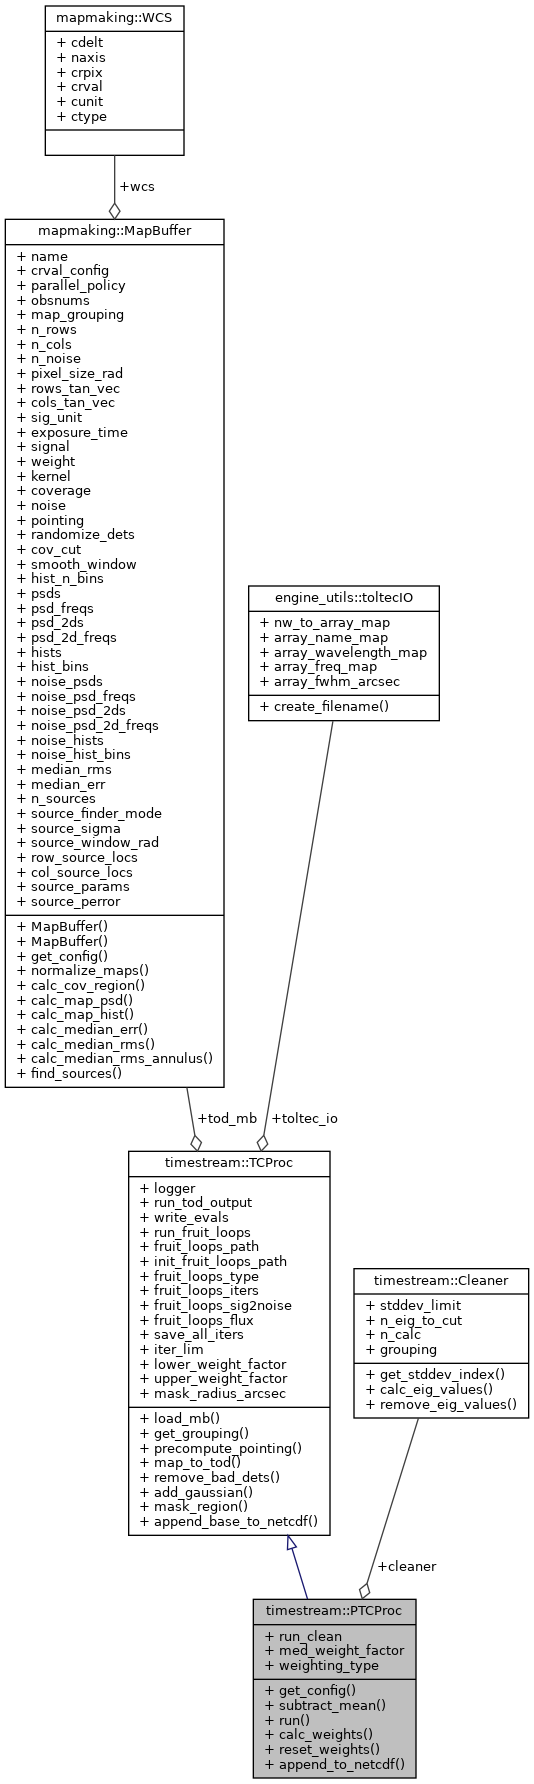 mapmaking::WCS
+ cdelt
+ naxis
+ crpix
+ crval
+ cunit
+ ctype
+wcs
mapmaking::MapBuffer
+ name
+ crval_config
+ parallel_policy
+ obsnums
+ map_grouping
+ n_rows
+ n_cols
+ n_noise
+ pixel_size_rad
+ rows_tan_vec
+ cols_tan_vec
+ sig_unit
+ exposure_time
+ signal
+ weight
+ kernel
+ coverage
+ noise
+ pointing
+ randomize_dets
+ cov_cut
+ smooth_window
+ hist_n_bins
+ psds
+ psd_freqs
+ psd_2ds
+ psd_2d_freqs
+ hists
+ hist_bins
+ noise_psds
+ noise_psd_freqs
+ noise_psd_2ds
+ noise_psd_2d_freqs
+ noise_hists
+ noise_hist_bins
+ median_rms
+ median_err
+ n_sources
+ source_finder_mode
+ source_sigma
+ source_window_rad
+ row_source_locs
+ col_source_locs
+ source_params
+ source_perror
+ MapBuffer()
+ MapBuffer()
+ get_config()
+ normalize_maps()
+ calc_cov_region()
+ calc_map_psd()
+ calc_map_hist()
+ calc_median_err()
+ calc_median_rms()
+ calc_median_rms_annulus()
+ find_sources()
engine_utils::toltecIO
+ nw_to_array_map
+ array_name_map
+ array_wavelength_map
+ array_freq_map
+ array_fwhm_arcsec
+ create_filename()
+tod_mb
+toltec_io
timestream::TCProc
+ logger
+ run_tod_output
+ write_evals
+ run_fruit_loops
+ fruit_loops_path
+ init_fruit_loops_path
+ fruit_loops_type
+ fruit_loops_iters
+ fruit_loops_sig2noise
+ fruit_loops_flux
+ save_all_iters
+ iter_lim
+ lower_weight_factor
+ upper_weight_factor
+ mask_radius_arcsec
+ load_mb()
+ get_grouping()
+ precompute_pointing()
+ map_to_tod()
+ remove_bad_dets()
+ add_gaussian()
+ mask_region()
+ append_base_to_netcdf()
timestream::Cleaner
+ stddev_limit
+ n_eig_to_cut
+ n_calc
+ grouping
+ get_stddev_index()
+ calc_eig_values()
+ remove_eig_values()
+cleaner
timestream::PTCProc
+ run_clean
+ med_weight_factor
+ weighting_type
+ get_config()
+ subtract_mean()
+ run()
+ calc_weights()
+ reset_weights()
+ append_to_netcdf()